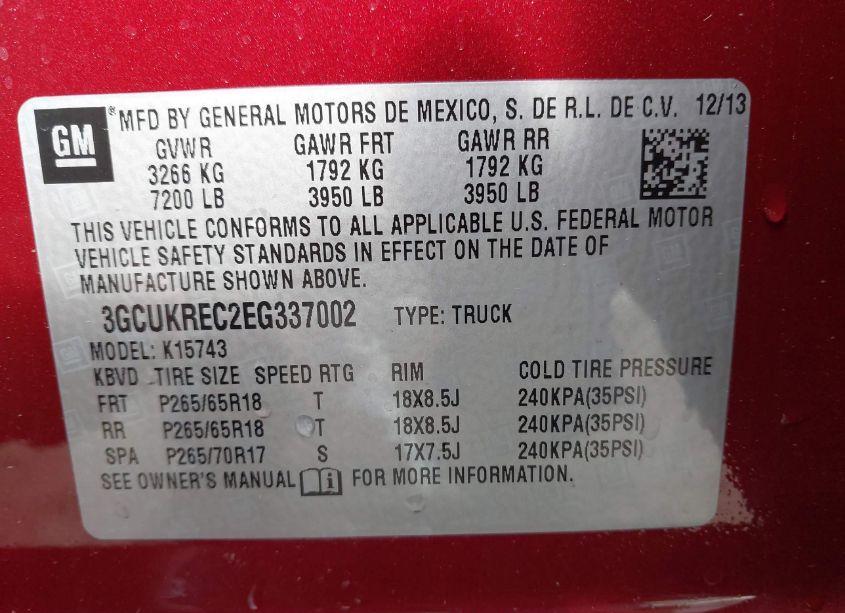 GM
® MFD BY GENERAL MOTORS DE MEXICO, S. DE R.L. DE C.V. 12/13
GVWR GAWR FRT GAWR RR
3266 KG 1792 KG 1792 KG
7200 LB 3950 LB 3950 LB
THIS VEHICLE CONFORMS TO ALL APPLICABLE U.S. FEDERAL MOTOR
VEHICLE SAFETY STANDARDS IN EFFECT ON THE DATE OF
MANUFACTURE SHOWN ABOVE.
3GCUKREC2EG337002 TYPE: TRUCK
MODEL: K15743
KBVD TIRE SIZE SPEED RTG RIM COLD TIRE PRESSURE
FRT P265/65R18 T 18X8.5J 240KPA(35PSI)
RR P265/65R18 T 18X8.5J 240KPA(35PSI)
SPA P265/70R17 S 17X7.5J 240KPA(35PSI)
SEE OWNER'S MANUAL i FOR MORE INFORMATION.